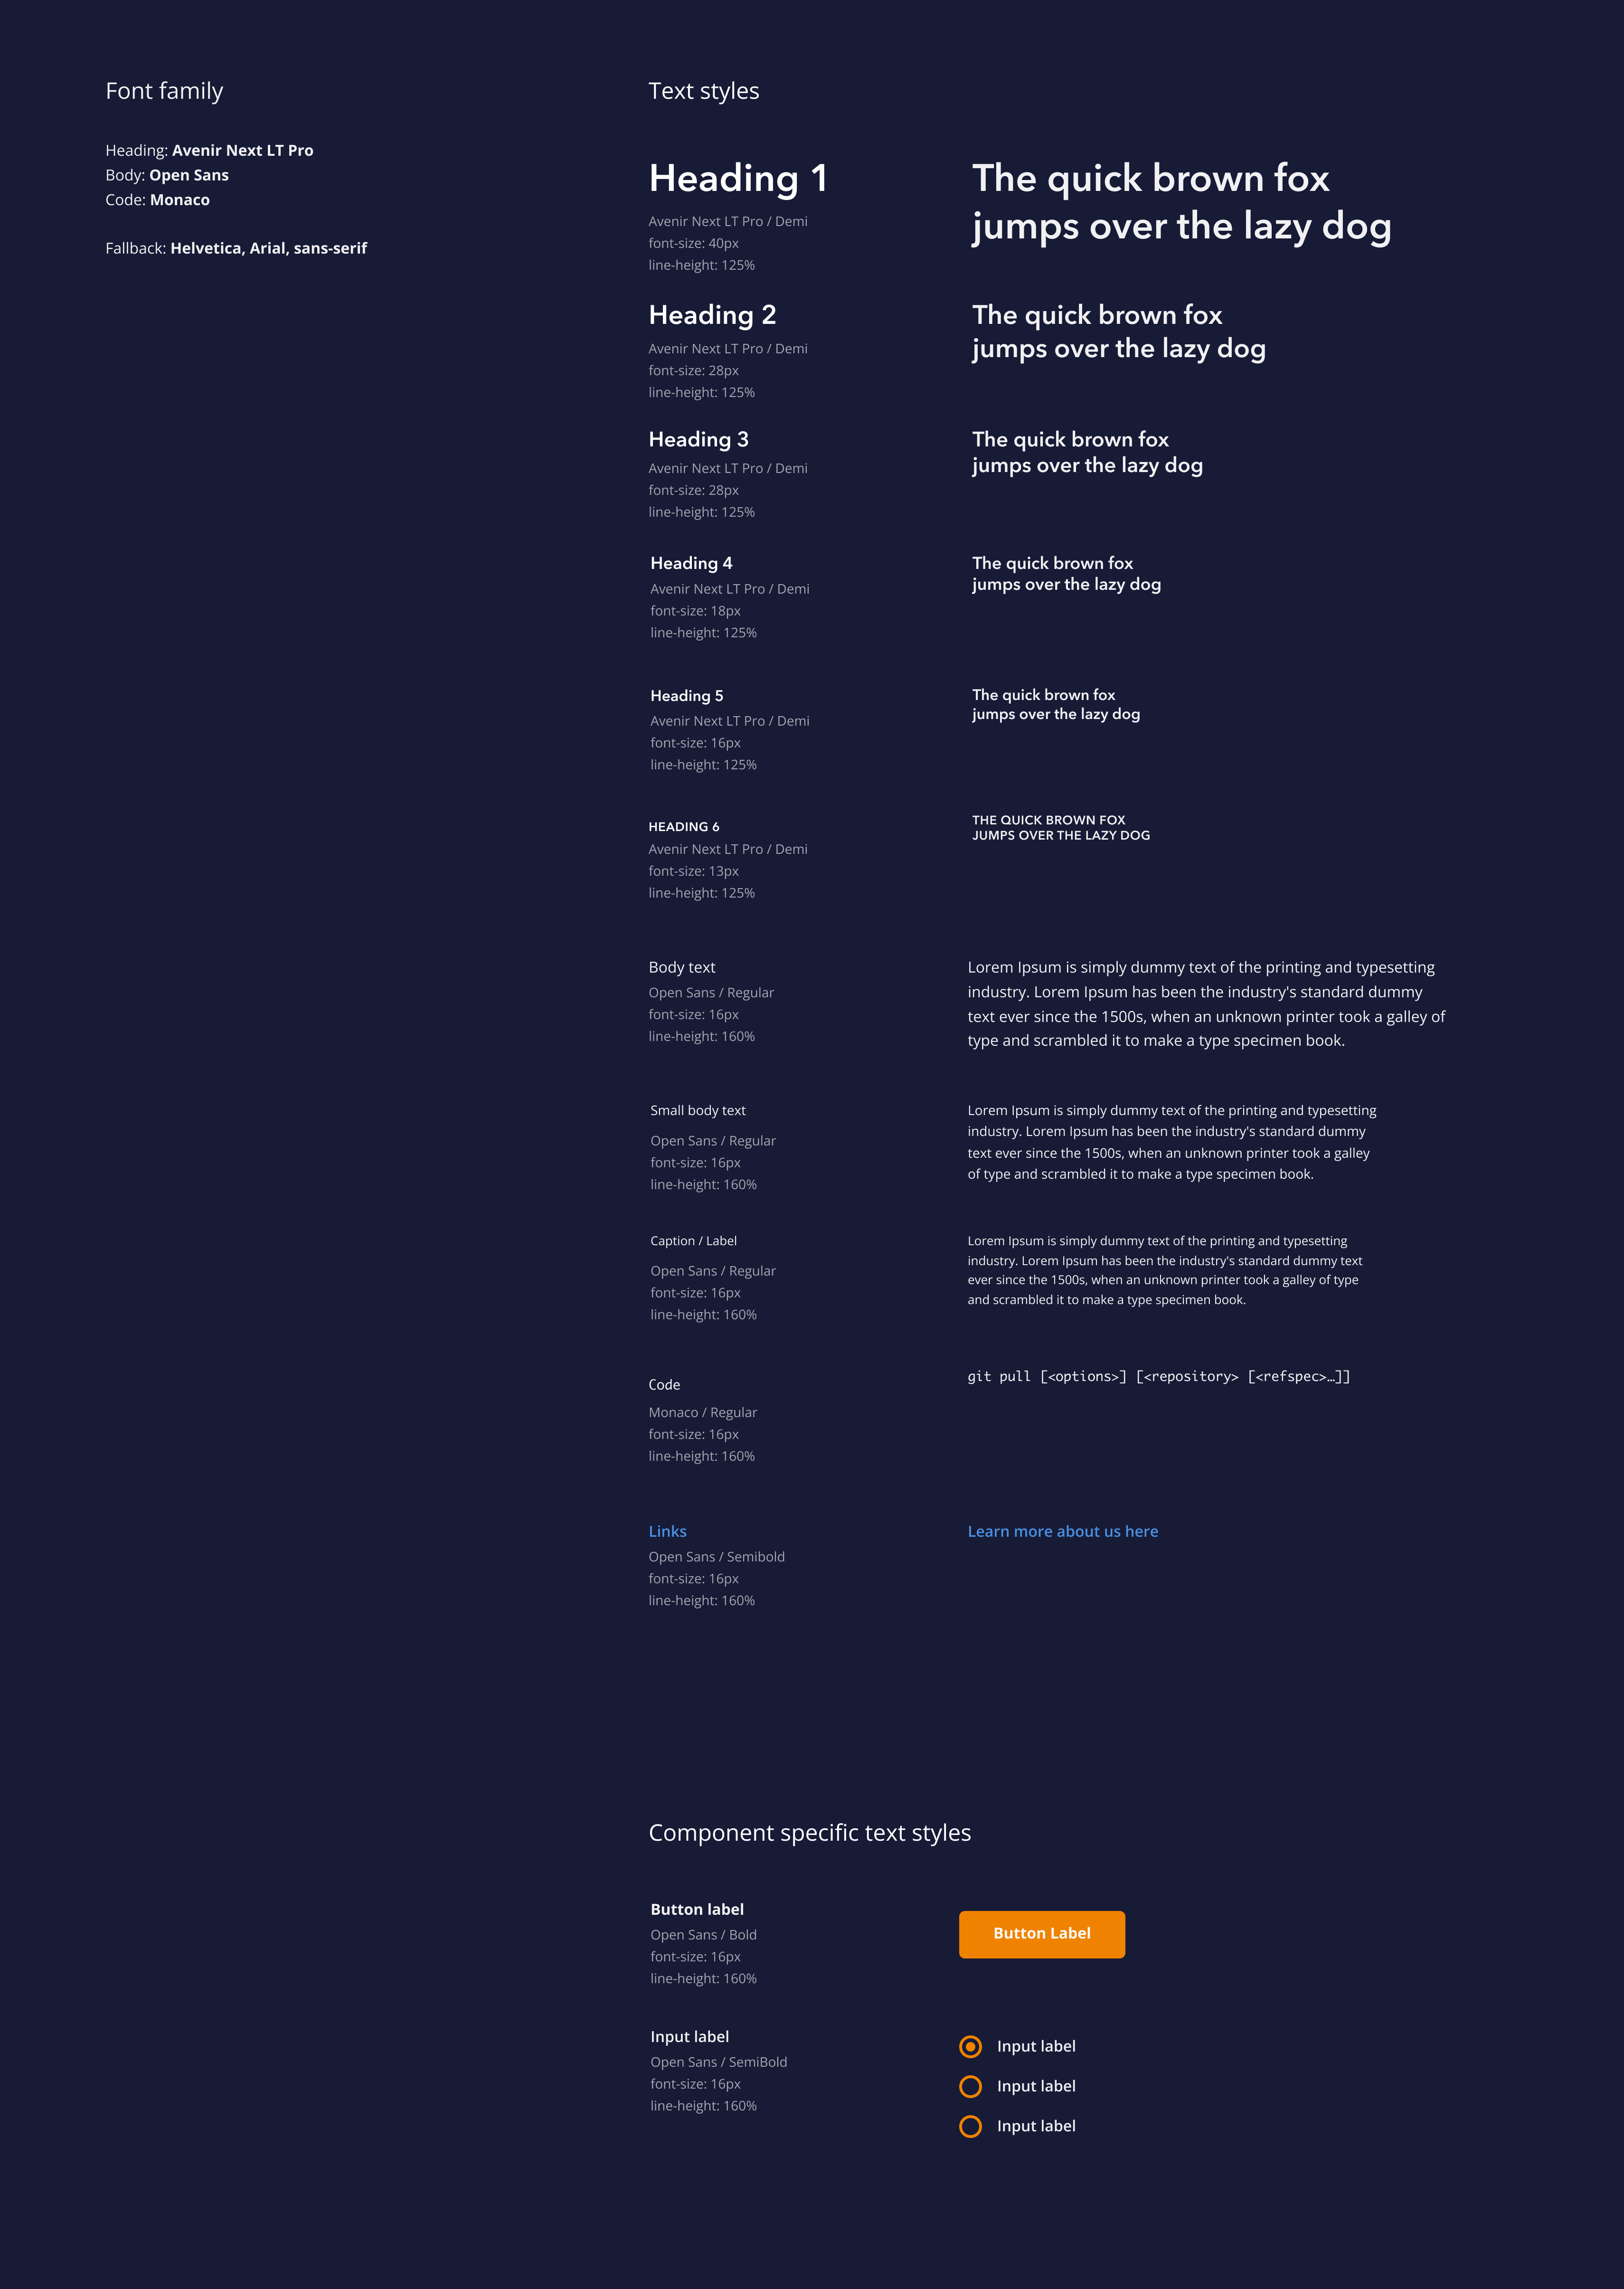 Font family
Heading: Avenir Next LT Pro
Body: Open Sans
Code: Monaco
Fallback: Helvetica, Arial, sans-serif
Text styles
Heading 1
Avenir Next LT Pro / Demi
font-size: 40px
line-height: 125%
The quick brown fox
jumps over the lazy dog
Heading 2
Avenir Next LT Pro / Demi
font-size: 28px
line-height: 125%
The quick brown fox
jumps over the lazy dog
Heading 3
Avenir Next LT Pro / Demi
font-size: 28px
line-height: 125%
The quick brown fox
jumps over the lazy dog
Heading 4
Avenir Next LT Pro / Demi
font-size: 18px
line-height: 125%
The quick brown fox
jumps over the lazy dog
Heading 5
Avenir Next LT Pro / Demi
font-size: 16px
line-height: 125%
The quick brown fox
jumps over the lazy dog
HEADING 6
Avenir Next LT Pro / Demi
font-size: 13px
line-height: 125%
THE QUICK BROWN FOX
JUMPS OVER THE LAZY DOG
Body text
Open Sans / Regular
font-size: 16px
line-height: 160%
Lorem Ipsum is simply dummy text of the printing and typesetting
industry. Lorem Ipsum has been the industry's standard dummy
text ever since the 1500s, when an unknown printer took a galley of
type and scrambled it to make a type specimen book.
Small body text
Open Sans / Regular
font-size: 16px
line-height: 160%
Lorem Ipsum is simply dummy text of the printing and typesetting
industry. Lorem Ipsum has been the industry's standard dummy
text ever since the 1500s, when an unknown printer took a galley
of type and scrambled it to make a type specimen book.
Caption / Label
Open Sans / Regular
font-size: 16px
line-height: 160%
Lorem Ipsum is simply dummy text of the printing and typesetting
industry. Lorem Ipsum has been the industry's standard dummy text
ever since the 1500s, when an unknown printer took a galley of type
and scrambled it to make a type specimen book.
Code
Monaco / Regular
font-size: 16px
line-height: 160%
git pull [<options>] [<repository> [<refspec>…]]
Links
Open Sans / Semibold
font-size: 16px
line-height: 160%
Learn more about us here
Component specific text styles
Button label
Open Sans / Bold
font-size: 16px
line-height: 160%
Button Label
Input label
Open Sans / SemiBold
font-size: 16px
line-height: 160%
Input label
Input label
Input label